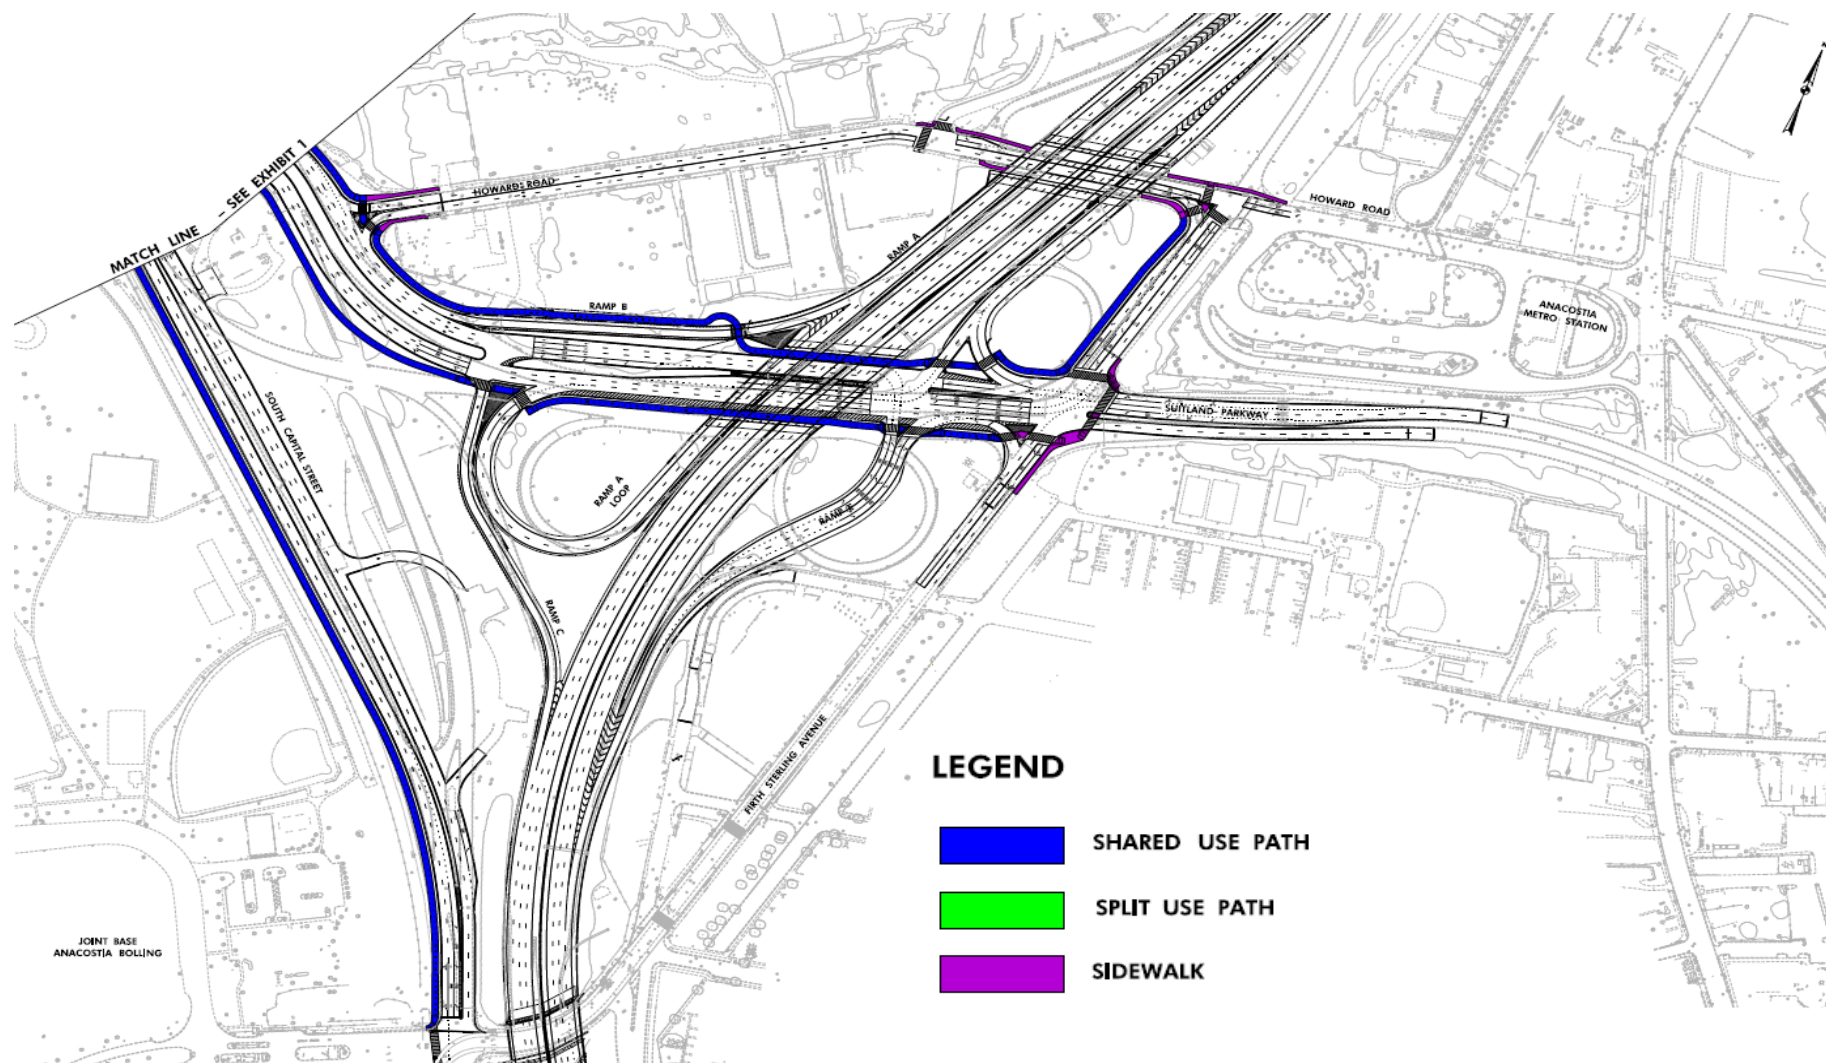 MATCH LINE - SEE EXHIBIT 1
HOWARDS ROAD
HOWARD ROAD
RAMP A
RAMP B
ANACOSTIA
METRO STATION
SUITLAND PARKWAY
SOUTH CAPITAL STREET
RAMP A
LOOP
RAMP C
FIRTH STERLING AVENUE
LEGEND
SHARED USE PATH
SPLIT USE PATH
SIDEWALK
JOINT BASE
ANACOSTIA BOLLING